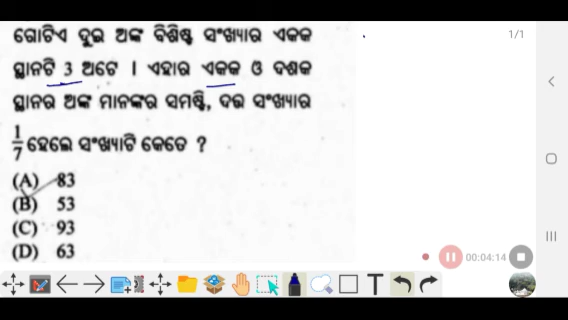 ଗୋଟିଏ ଦୁଇ ଅଙ୍କ ବିଶିଷ୍ଟ ସଂଖ୍ୟାର ଏକକ
ସ୍ଥାନଟି 3 ଅଟେ । ଏହାର ଏକକ ଓ ଦଶକ
ସ୍ଥାନର ଅଙ୍କ ମାନଙ୍କର ସମଷ୍ଟି, ଦଉ ସଂଖ୍ୟାର
1/7 ହେଲେ ସଂଖ୍ୟାଟି କେତେ ?
(A) 83
(B) 53
(C) 93
(D) 63
1/1
00:04:14
T